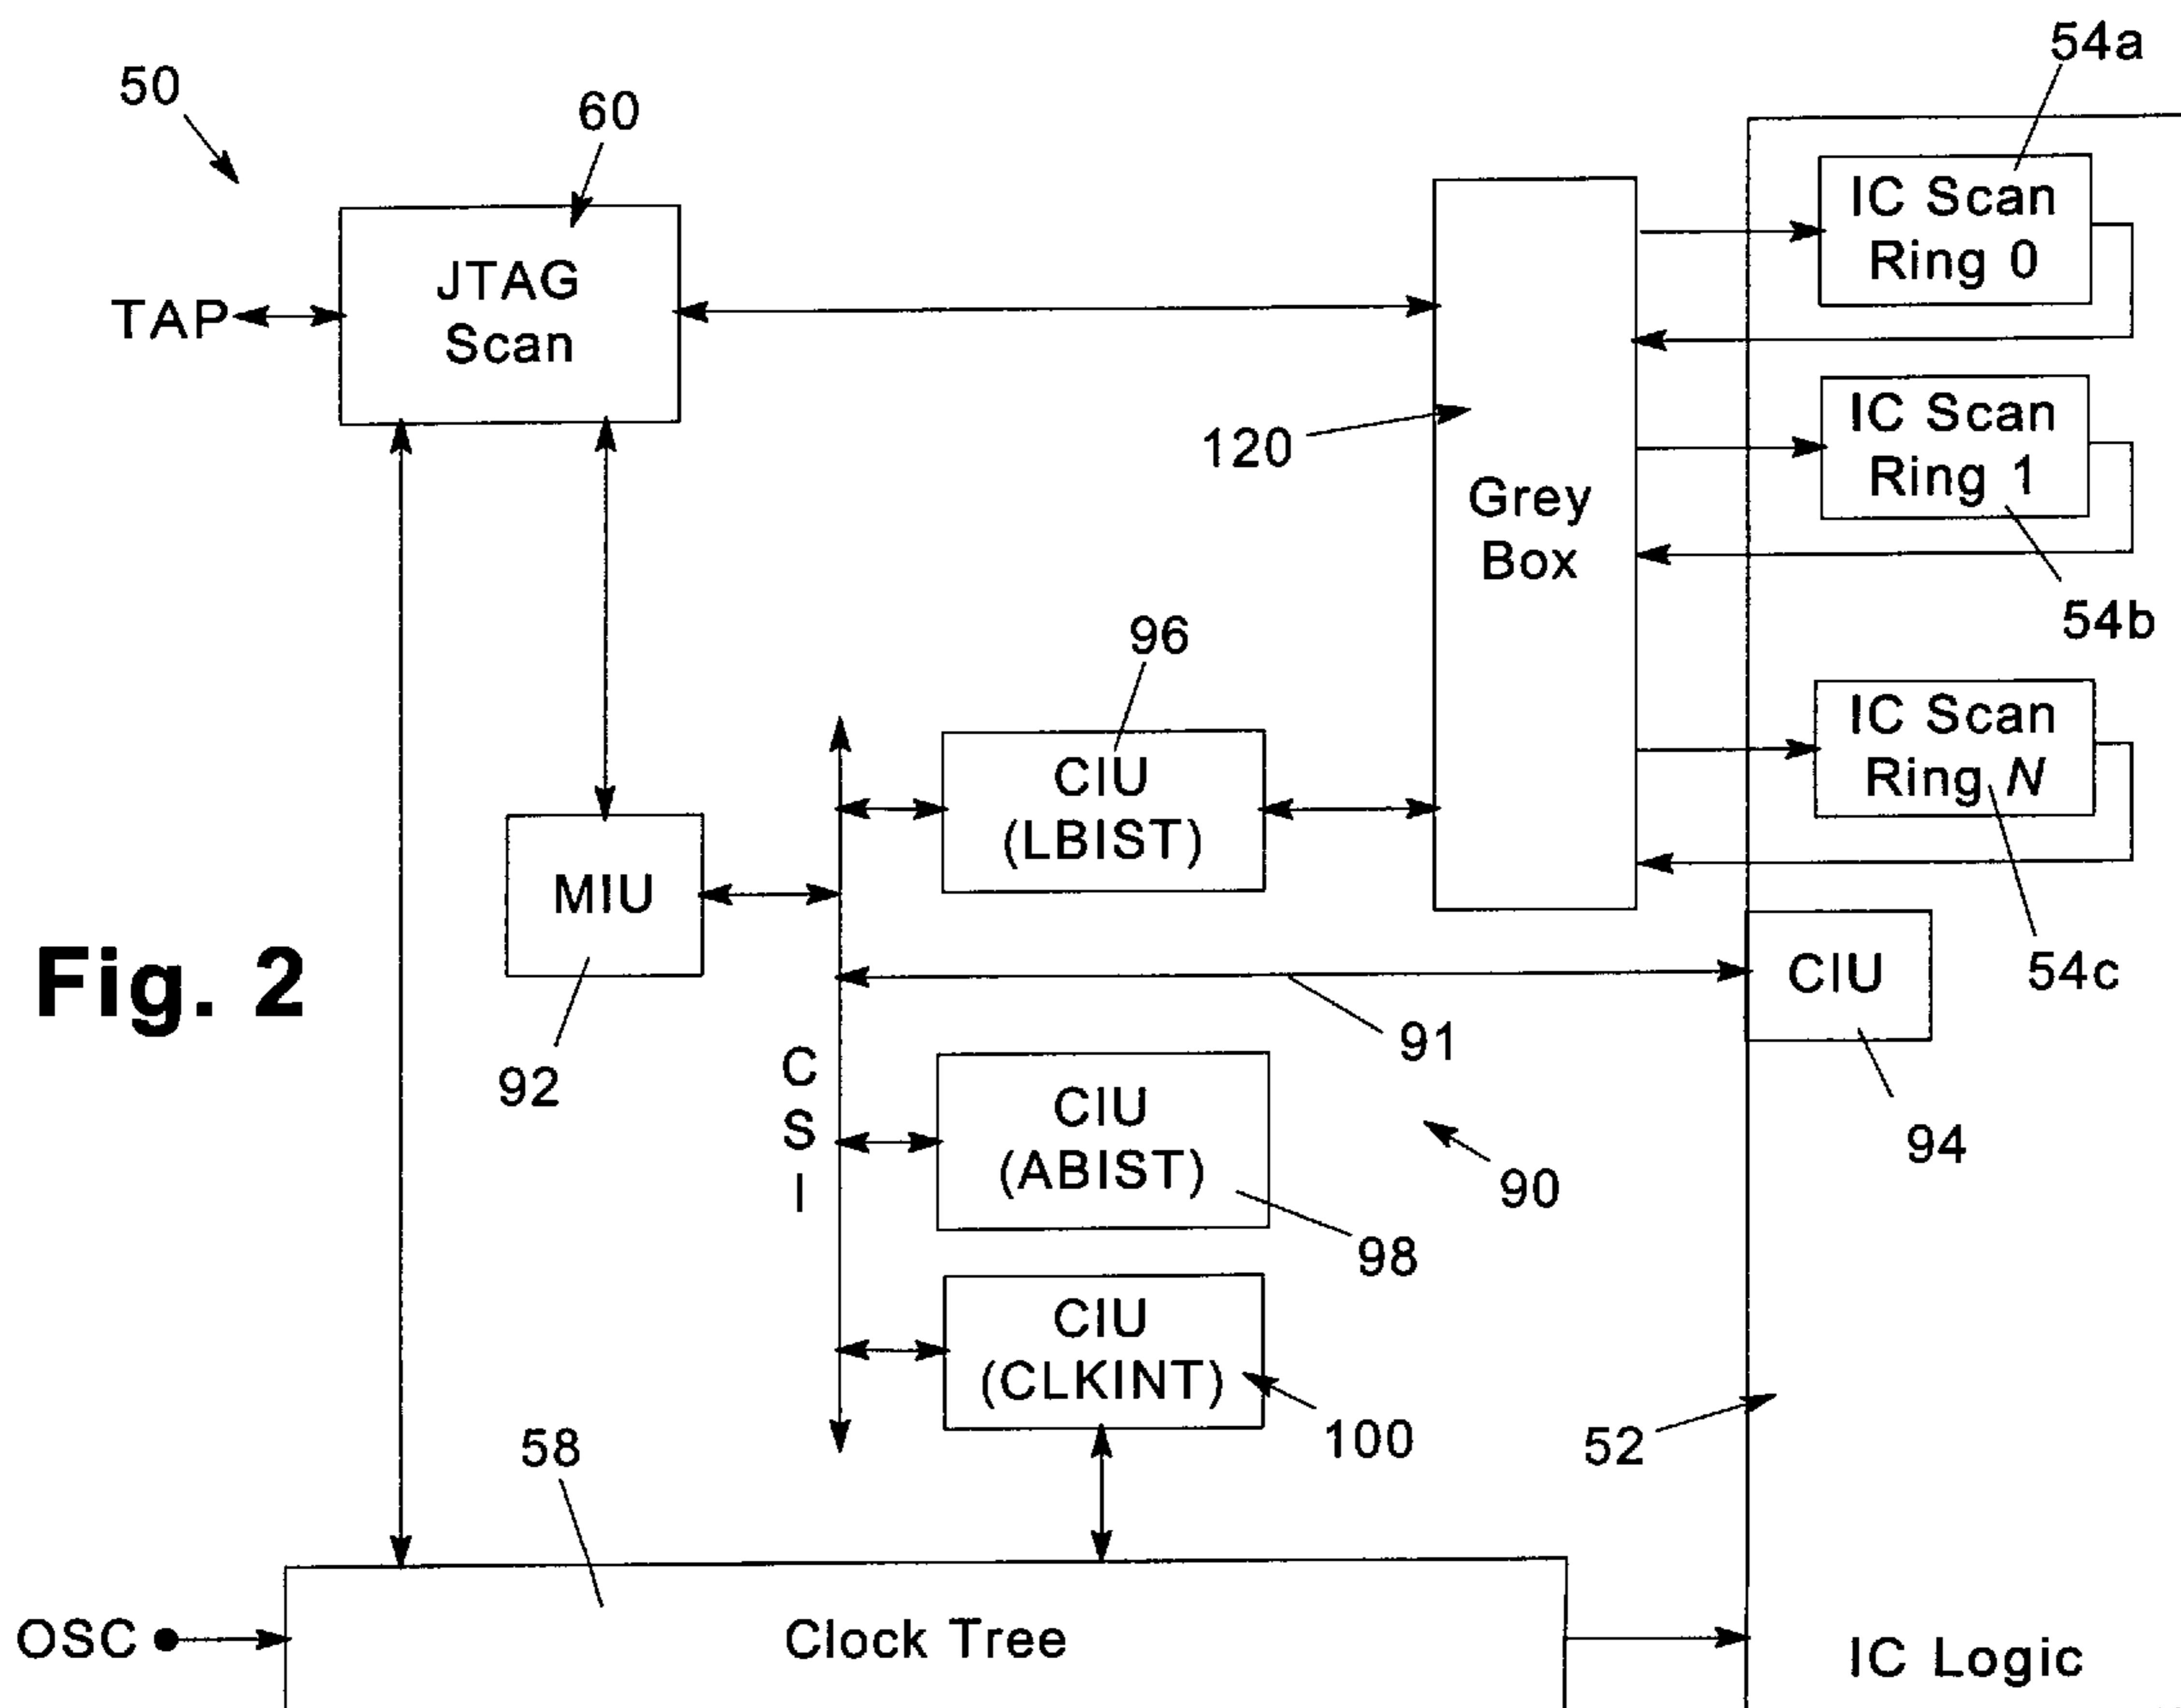 54a
50
60
IC Scan
Ring 0
JTAG
Scan
TAP
IC Scan
Ring 1
120
Grey
Box
54b
96
IC Scan
Ring N
CIU
(LBIST)
MIU
Fig. 2
CIU
54c
91
92
C
S
I
CIU
(ABIST)
94
90
98
CIU
(CLKINT)
100
52
58
OSC
Clock Tree
IC Logic